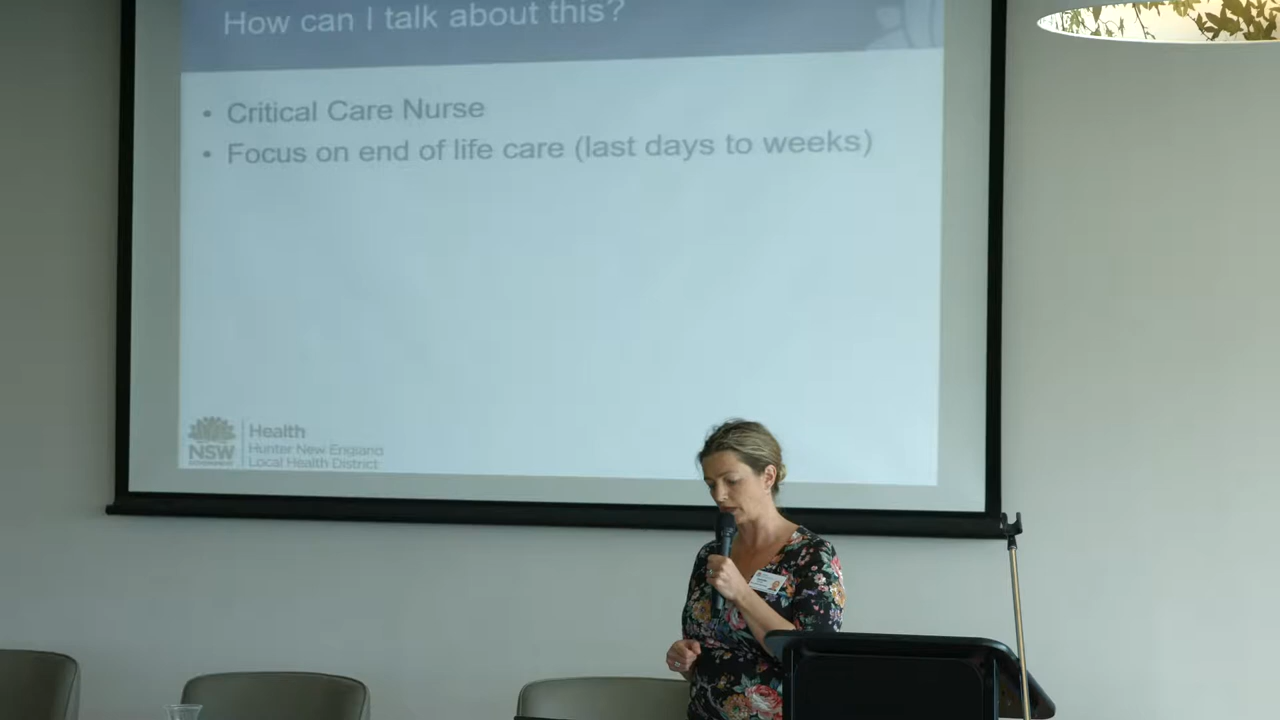 How can I talk about this?
• Critical Care Nurse
• Focus on end of life care (last days to weeks)
Health
NSW
Hunter New England
GOVERNMENT
Local Health District